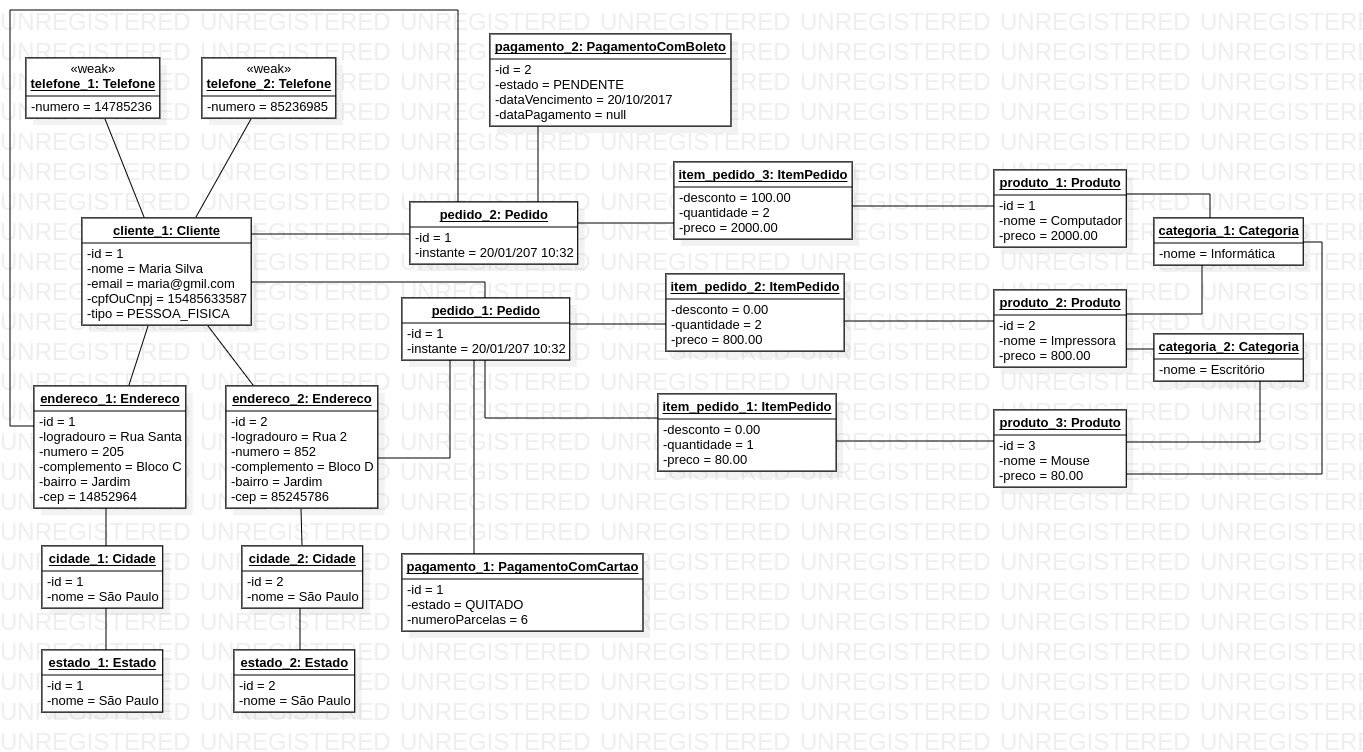 UNREGISTERED
pagamento_2: PagamentoComBoleto
-id = 2
-estado = PENDENTE
-dataVencimento = 20/10/2017
-dataPagamento = null
«weak»
telefone_1: Telefone
-numero = 14785236
«weak»
telefone_2: Telefone
-numero = 85236985
item_pedido_3: ItemPedido
-desconto = 100.00
-quantidade = 2
-preco = 2000.00
produto_1: Produto
-id = 1
-nome = Computador
-preco = 2000.00
pedido_2: Pedido
-id = 1
-instante = 20/01/207 10:32
cliente_1: Cliente
-id = 1
-nome = Maria Silva
-email = maria@gmil.com
-cpfOuCnpj = 15485633587
-tipo = PESSOA_FISICA
categoria_1: Categoria
-nome = Informática
item_pedido_2: ItemPedido
-desconto = 0.00
-quantidade = 2
-preco = 800.00
produto_2: Produto
-id = 2
-nome = Impressora
-preco = 800.00
pedido_1: Pedido
-id = 1
-instante = 20/01/207 10:32
categoria_2: Categoria
-nome = Escritório
endereco_1: Endereco
-id = 1
-logradouro = Rua Santa
-numero = 205
-complemento = Bloco C
-bairro = Jardim
-cep = 14852964
endereco_2: Endereco
-id = 2
-logradouro = Rua 2
-numero = 852
-complemento = Bloco D
-bairro = Jardim
-cep = 85245786
item_pedido_1: ItemPedido
-desconto = 0.00
-quantidade = 1
-preco = 80.00
produto_3: Produto
-id = 3
-nome = Mouse
-preco = 80.00
cidade_1: Cidade
-id = 1
-nome = São Paulo
cidade_2: Cidade
-id = 2
-nome = São Paulo
pagamento_1: PagamentoComCartao
-id = 1
-estado = QUITADO
-numeroParcelas = 6
estado_1: Estado
-id = 1
-nome = São Paulo
estado_2: Estado
-id = 2
-nome = São Paulo